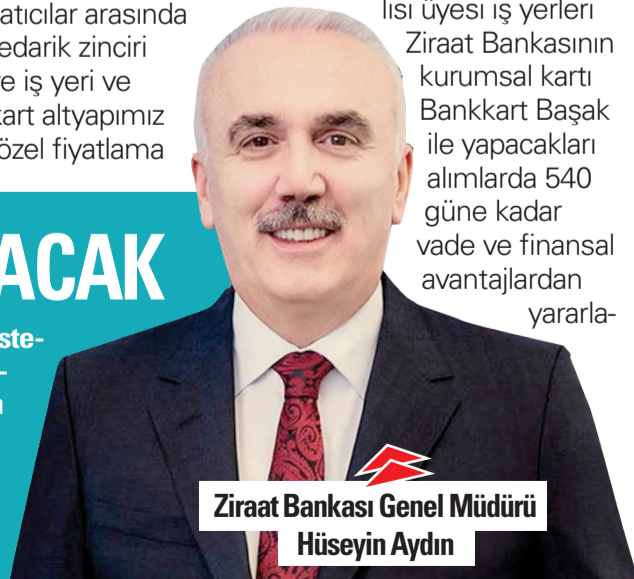 atıcılar arasında
edarik zinciri
e iş yeri ve
kart altyapımız
özel fiyatlama
ACAK
ste-
lisi üyesi iş yerleri
Ziraat Bankasının
kurumsal kartı
Bankkart Başak
ile yapacakları
alımlarda 540
güne kadar
vade ve finansal
avantajlardan
yararla-
Ziraat Bankası Genel Müdürü
Hüseyin Aydın